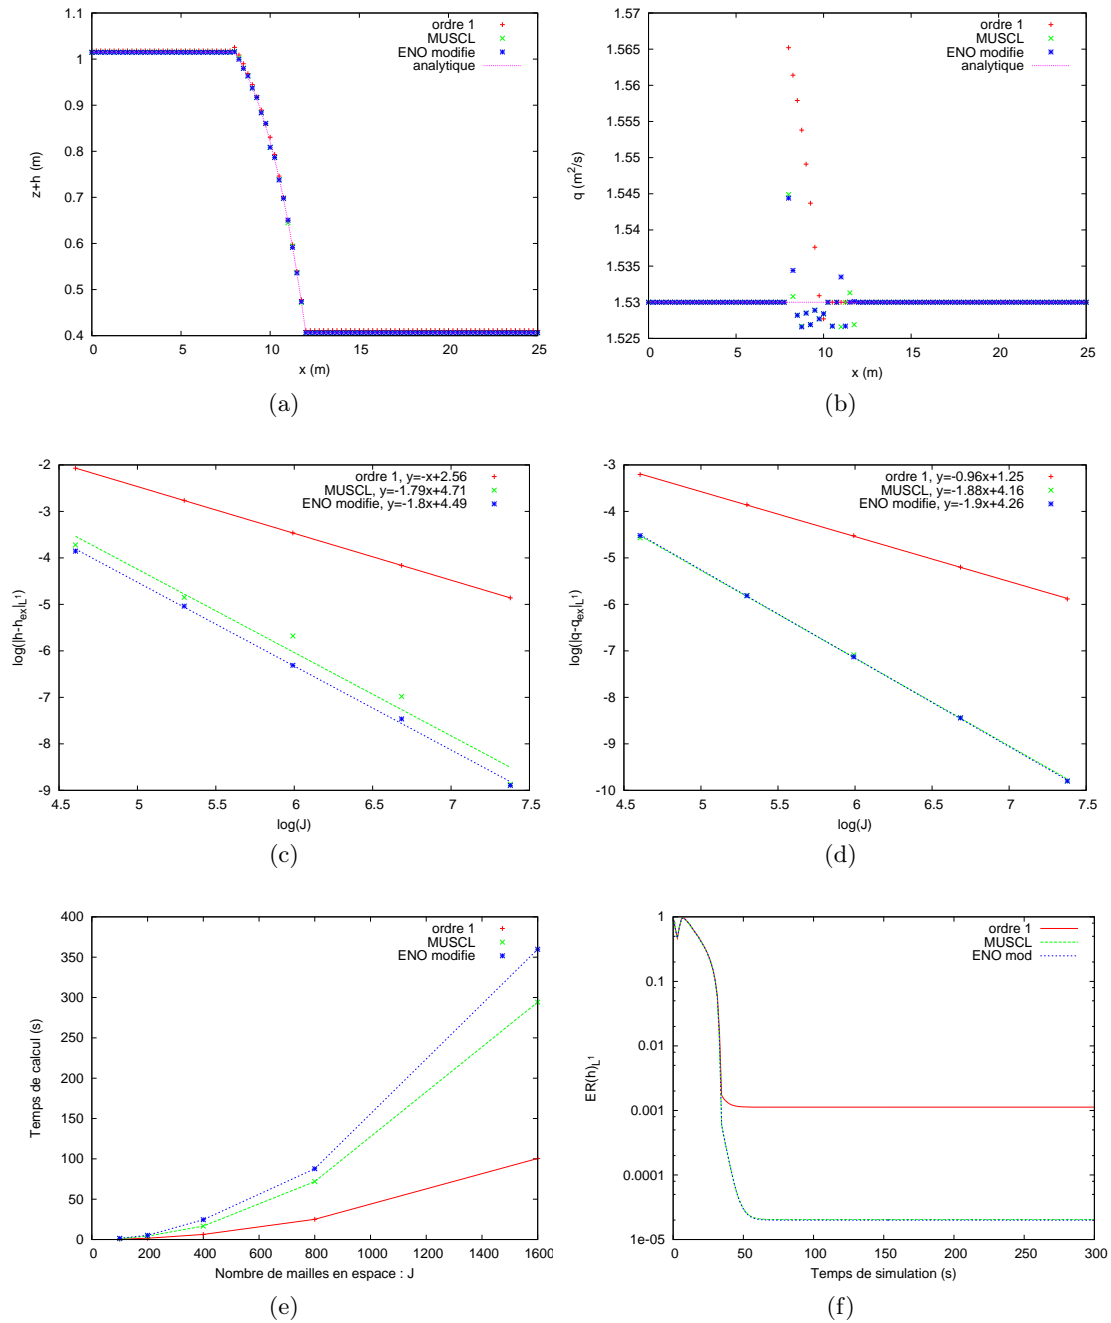 1.1
1
0.9
0.8
0.7
0.6
0.5
0.4
0 5 10 15 20 25
z+h (m)
x (m)
ordre 1
MUSCL
ENO modifie
analytique
(a)
1.57
1.565
1.56
1.555
1.55
1.545
1.54
1.535
1.530
1.525
0 5 10 15 20 25
q (m²/s)
x (m)
ordre 1
MUSCL
ENO modifie
analytique
(b)
-2
-3
-4
-5
-6
-7
-8
-9
4.5 5 5.5 6 6.5 7 7.5
log(|h-h_ex|_L¹)
log(J)
ordre 1, y=-x+2.56
MUSCL, y=-1.79x+4.71
ENO modifie, y=-1.8x+4.49
(c)
-3
-4
-5
-6
-7
-8
-9
-10
4.5 5 5.5 6 6.5 7 7.5
log(|q-q_ex|_L¹)
log(J)
ordre 1, y=-0.96x+1.25
MUSCL, y=-1.88x+4.16
ENO modifie, y=-1.9x+4.26
(d)
400
350
300
250
200
150
100
50
0
0 200 400 600 800 1000 1200 1400 1600
Temps de calcul (s)
Nombre de mailles en espace : J
ordre 1
MUSCL
ENO modifie
(e)
1
0.1
0.01
0.001
0.0001
1e-05
0 50 100 150 200 250 300
ER(h)_L¹
Temps de simulation (s)
ordre 1
MUSCL
ENO mod
(f)